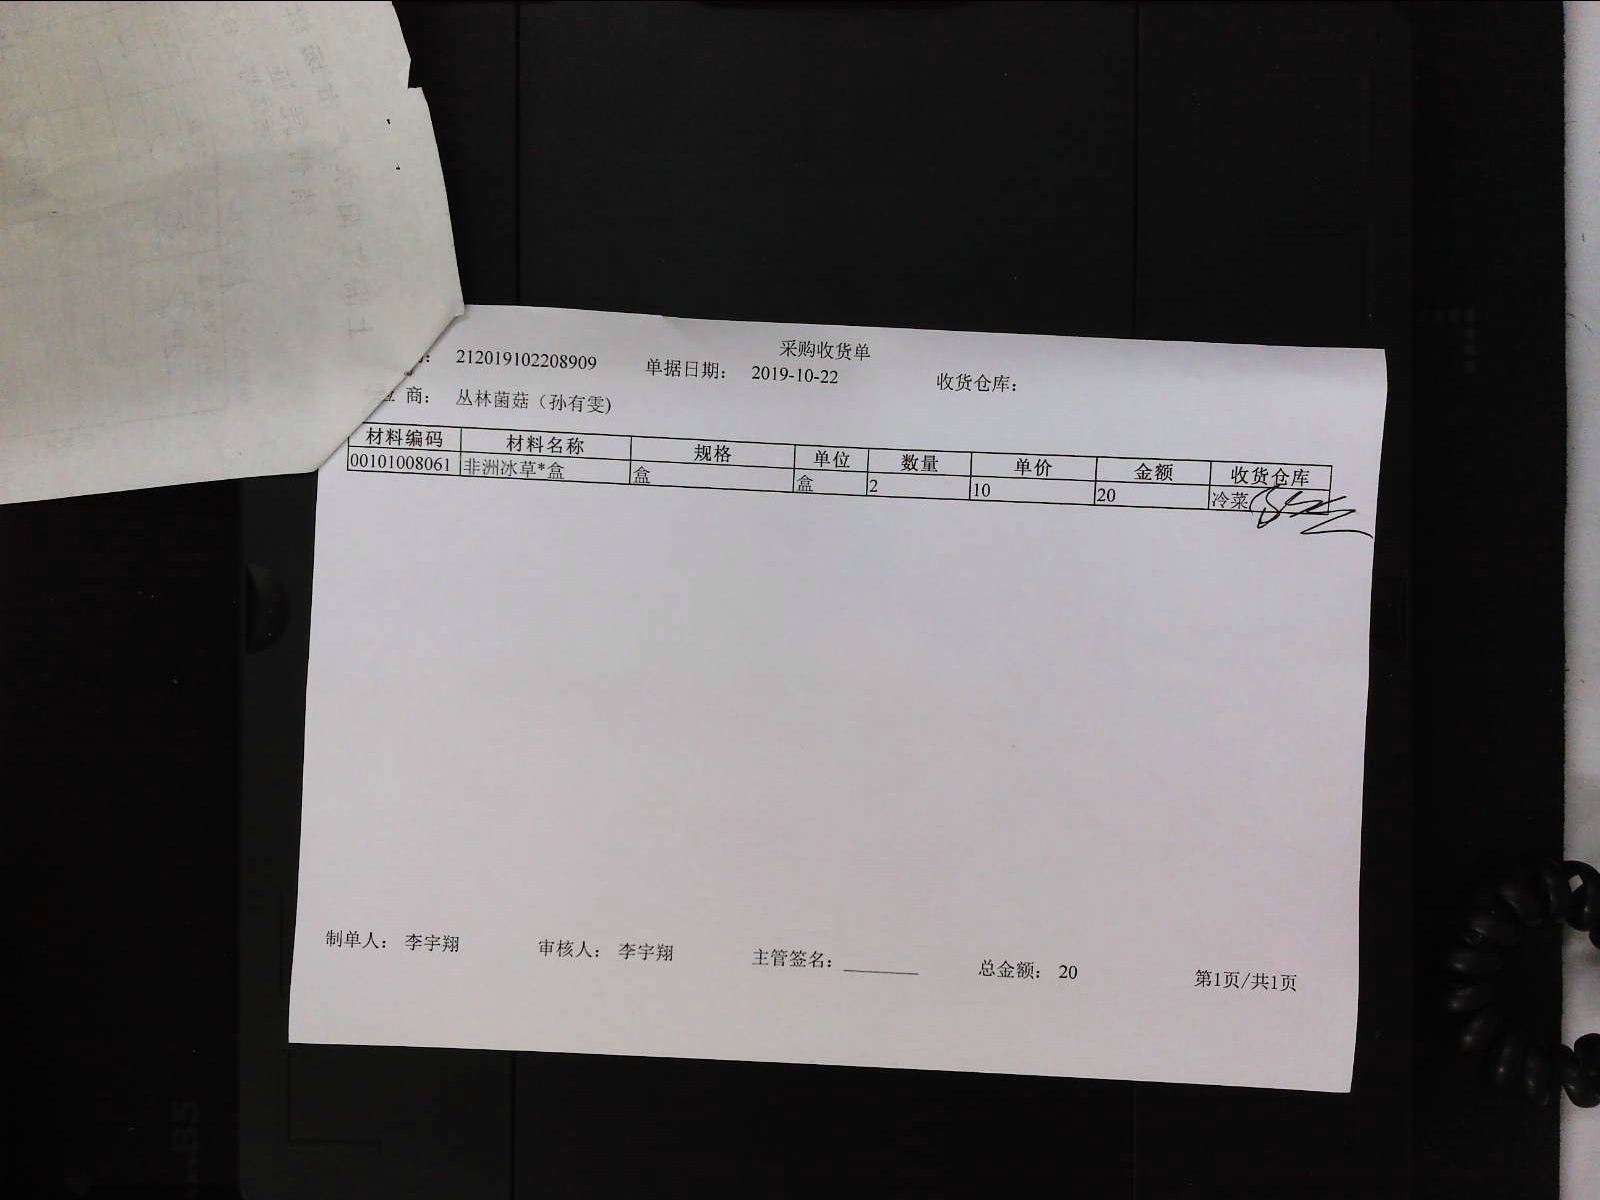 采购收货单
212019102208909 单据日期： 2019-10-22 收货仓库：
商： 丛林菌菇（孙有雯)
材料编码 材料名称 规格 单位 数量 单价 金额 收货仓库
00101008061 非洲冰草*盒 盒 盒 2 10 20 冷菜
制单人： 李宇翔 审核人： 李宇翔 主管签名： 总金额： 20 第1页/共1页